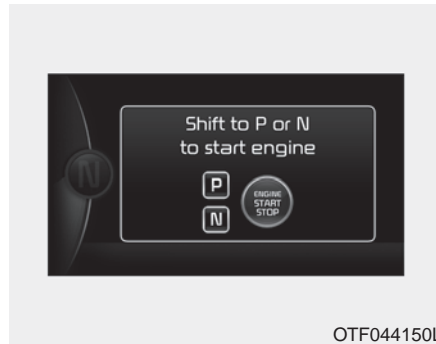 N
Shift to P or N
to start engine
P
N
ENGINE
START
STOP
OTF044150L